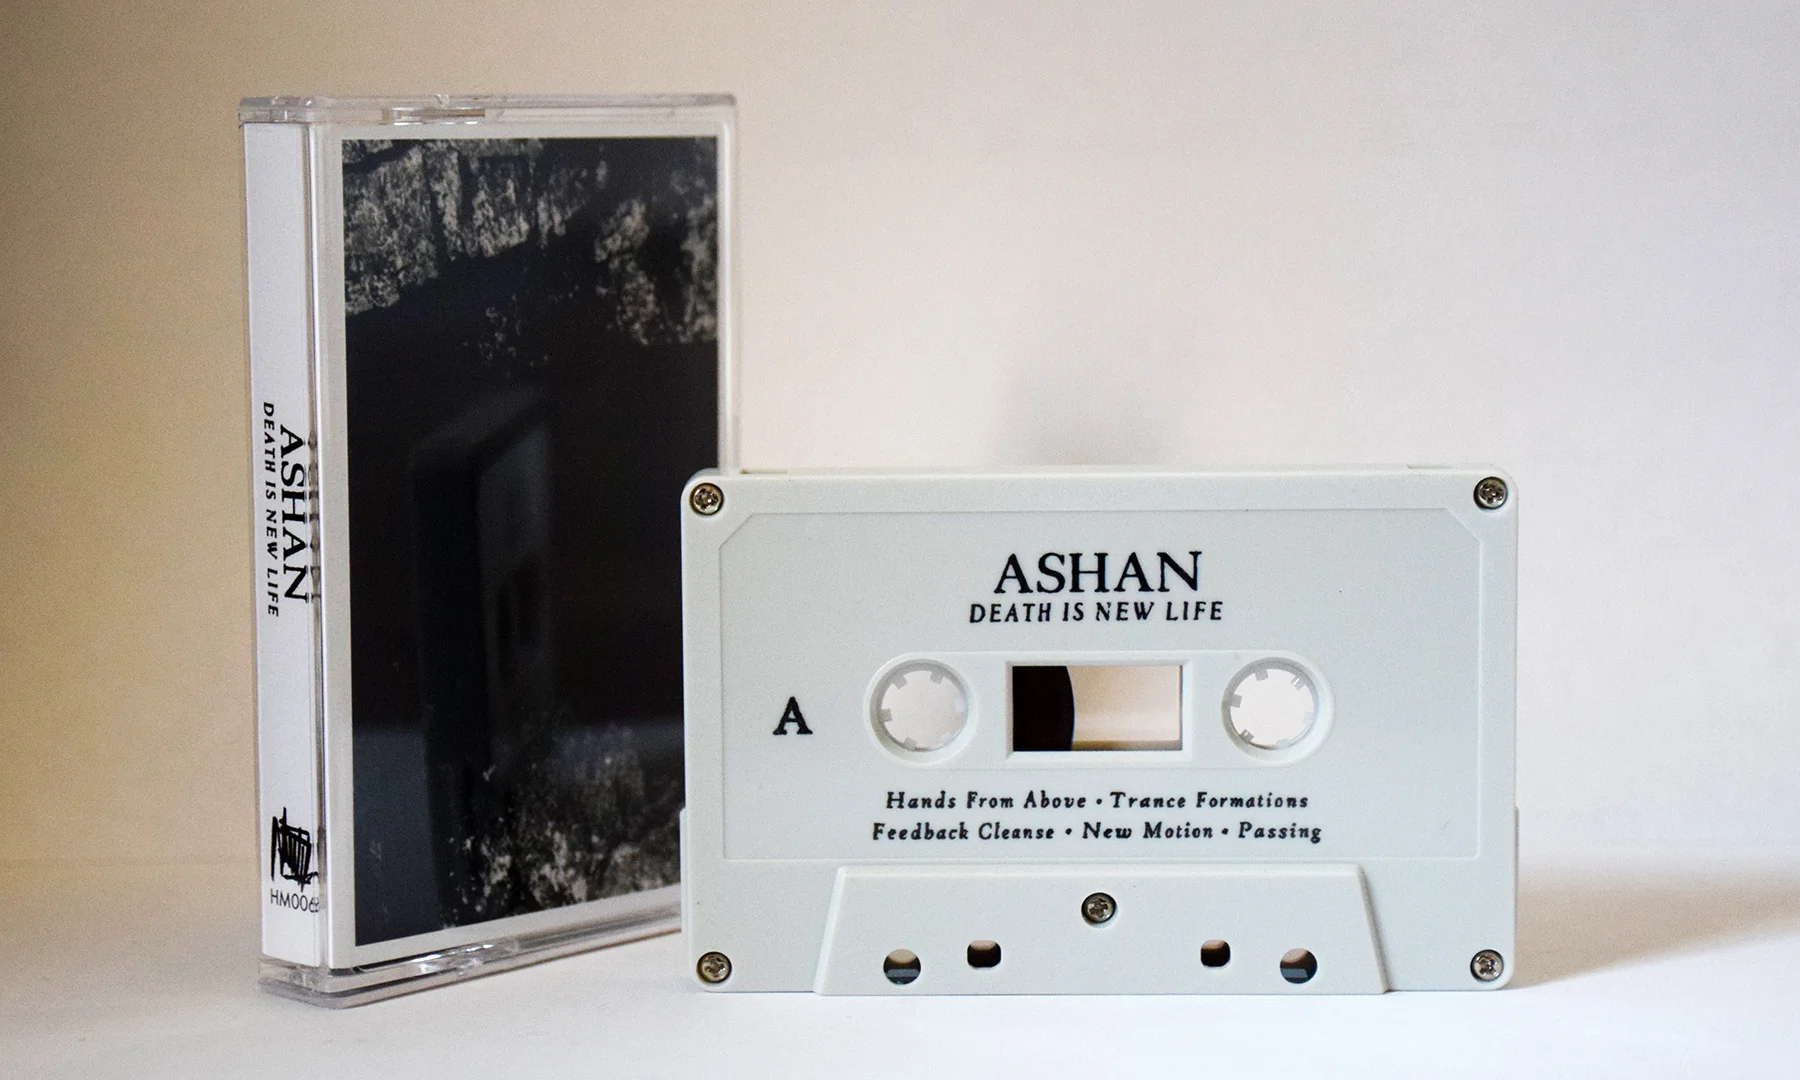 ASHAN
DEATH IS NEW LIFE
ASHAN
DEATH IS NEW LIFE
A
Hands From Above • Trance Formations
Feedback Cleanse • New Motion • Passing